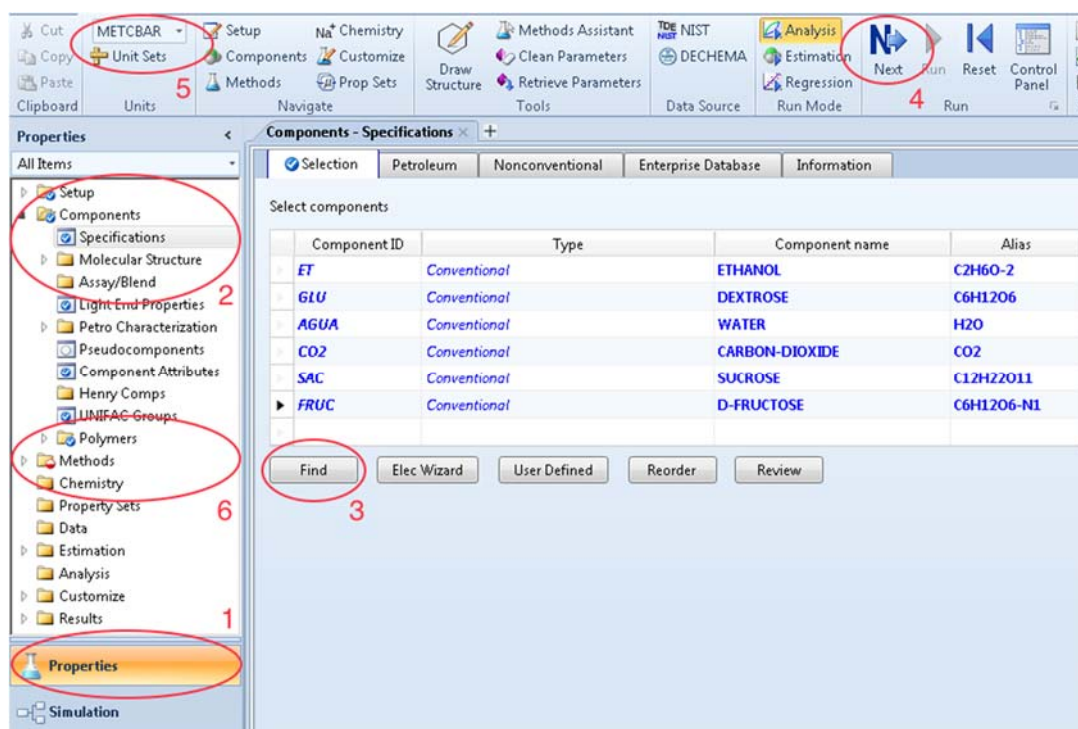 Cut METCBAR Setup Na+ Chemistry Methods Assistant NIST Analysis
Copy Unit Sets Components Customize Clean Parameters DECHEMA Estimation
Paste 5 Methods Prop Sets Draw Structure Retrieve Parameters Regression Next Run Reset Control Panel
4
Clipboard Units Navigate Tools Data Source Run Mode Run
Properties < Components - Specifications × +
All Items Selection Petroleum Nonconventional Enterprise Database Information
Setup
Components Select components
Specifications Component ID Type Component name Alias
Molecular Structure ET Conventional ETHANOL C2H6O-2
Assay/Blend 2
Light End Properties GLU Conventional DEXTROSE C6H12O6
Petro Characterization AGUA Conventional WATER H2O
Pseudocomponents CO2 Conventional CARBON-DIOXIDE CO2
Component Attributes SAC Conventional SUCROSE C12H22O11
Henry Comps FRUC Conventional D-FRUCTOSE C6H12O6-N1
UNIFAC Groups
Polymers
Methods Find Elec Wizard User Defined Reorder Review
Chemistry
Property Sets 6 3
Data
Estimation
Analysis
Customize
Results 1
Properties
Simulation